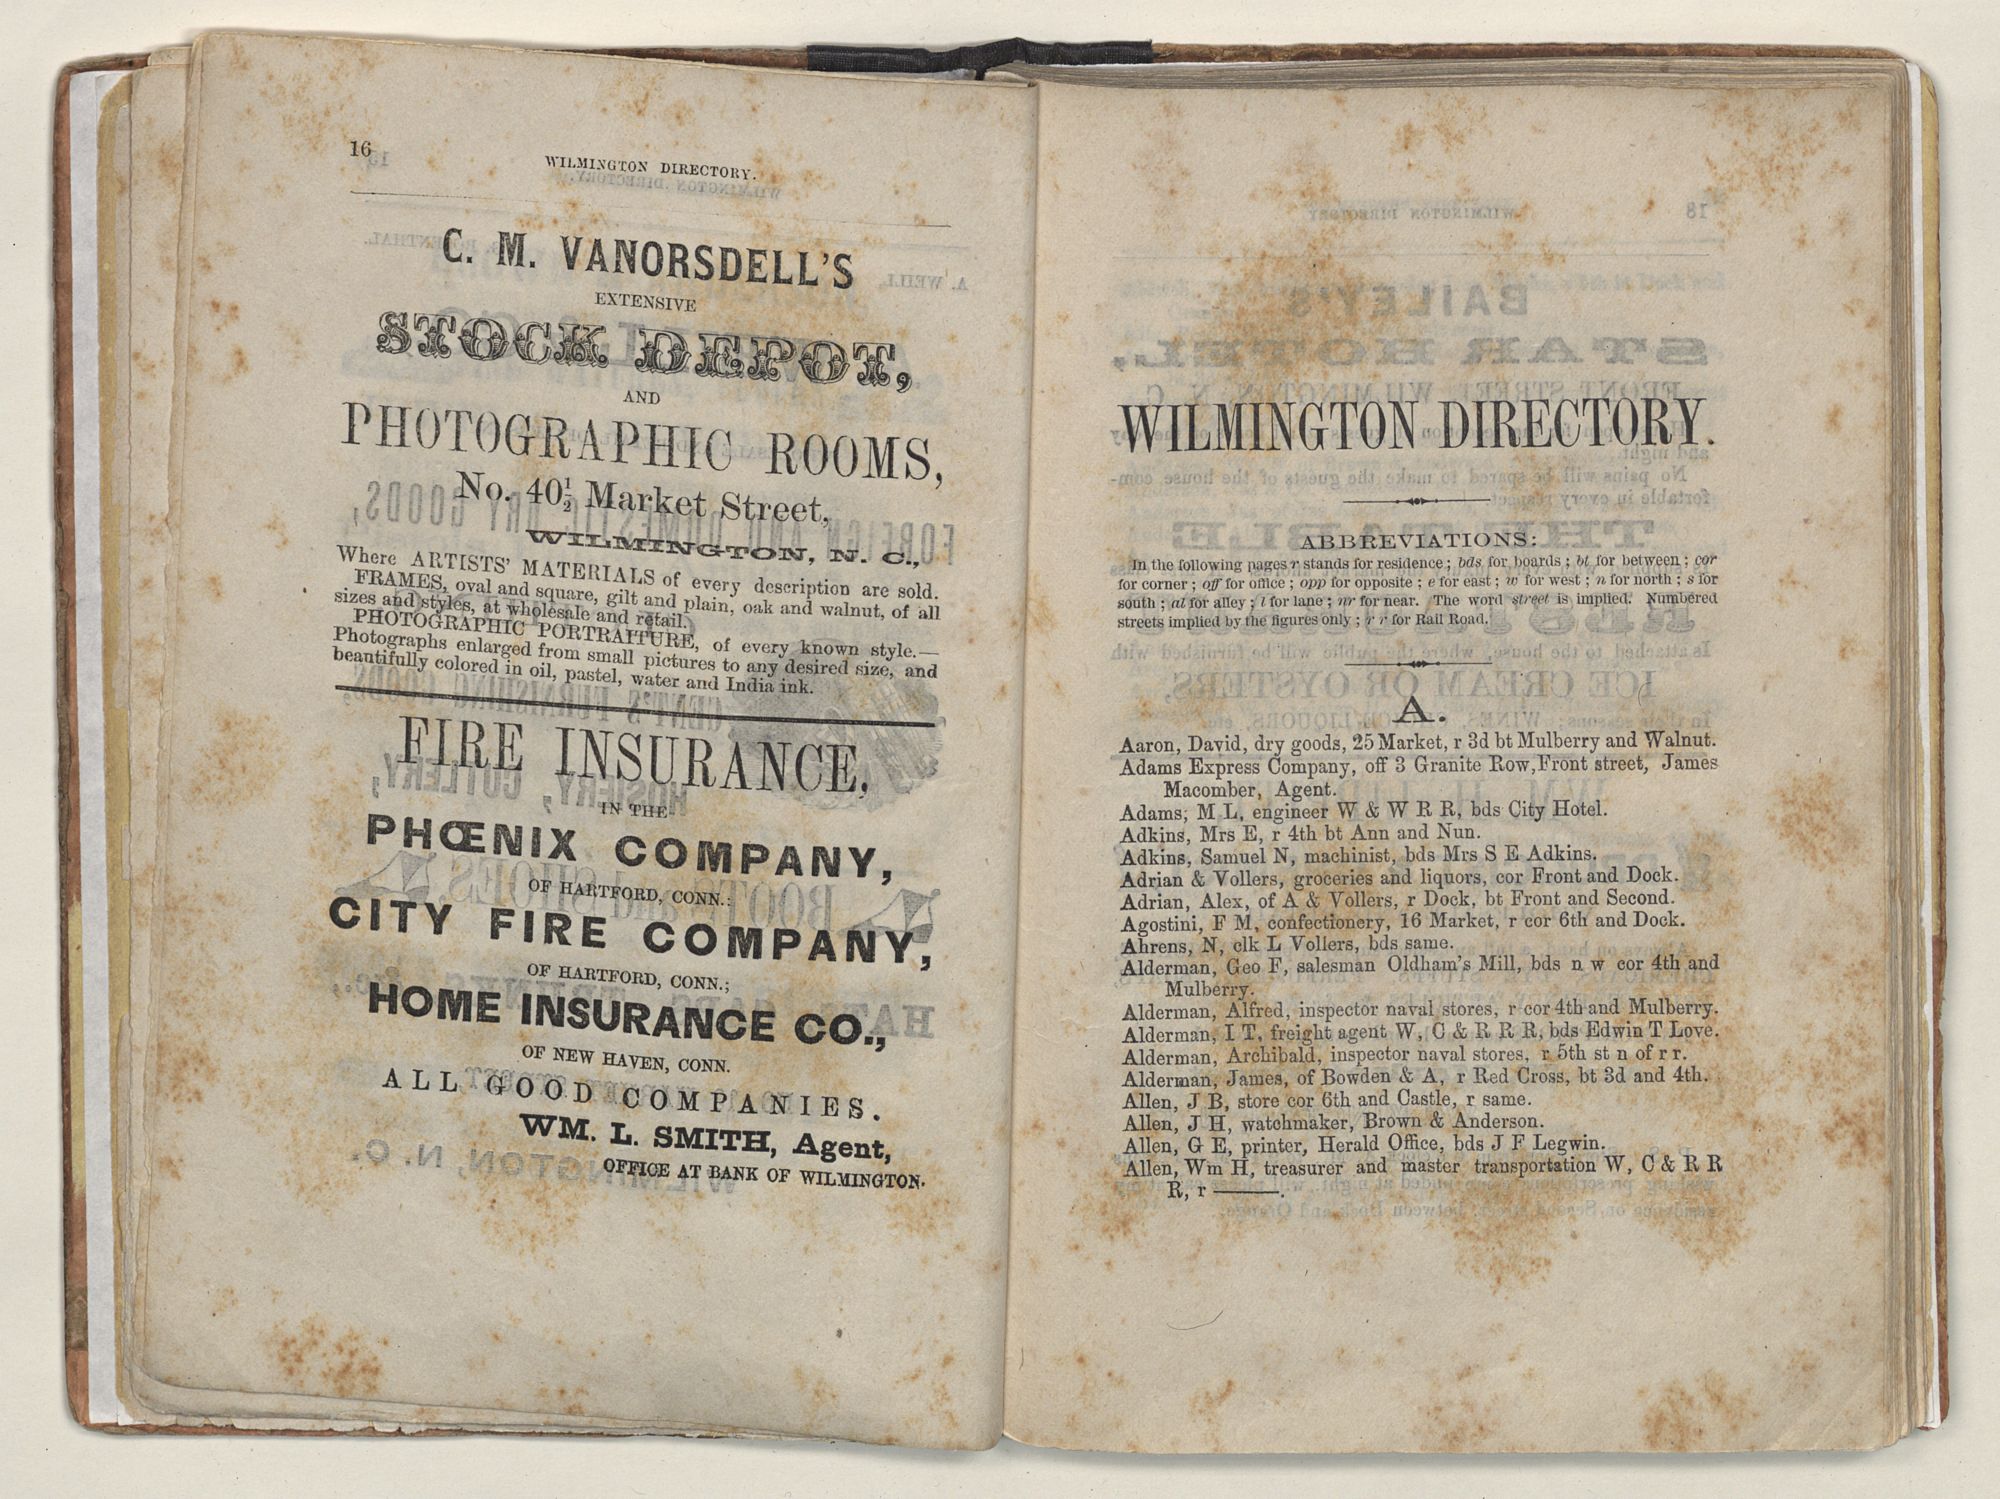 16
WILMINGTON DIRECTORY.
C. M. VANORSDELL'S
EXTENSIVE
STOCK DEPOT,
AND
PHOTOGRAPHIC ROOMS,
No. 40½ Market Street,
WILMINGTON, N. C.,
Where ARTISTS' MATERIALS of every description are sold.
FRAMES, oval and square, gilt and plain, oak and walnut, of all
sizes and styles, at wholesale and retail.
PHOTOGRAPHIC PORTRAITURE, of every known style.—
Photographs enlarged from small pictures to any desired size, and
beautifully colored in oil, pastel, water and India ink.
FIRE INSURANCE,
IN THE
PHŒNIX COMPANY,
OF HARTFORD, CONN.:
CITY FIRE COMPANY,
OF HARTFORD, CONN.;
HOME INSURANCE CO.,
OF NEW HAVEN, CONN.
ALL GOOD COMPANIES.
WM. L. SMITH, Agent,
OFFICE AT BANK OF WILMINGTON.
WILMINGTON DIRECTORY.
ABBREVIATIONS:
In the following pages r stands for residence; bds for boards; bt for between; cor
for corner; off for office; opp for opposite; e for east; w for west; n for north; s for
south; al for alley; l for lane; nr for near. The word street is implied. Numbered
streets implied by the figures only; r r for Rail Road.
A.
Aaron, David, dry goods, 25 Market, r 3d bt Mulberry and Walnut.
Adams Express Company, off 3 Granite Row, Front street, James
Macomber, Agent.
Adams, M L, engineer W & W R R, bds City Hotel.
Adkins, Mrs E, r 4th bt Ann and Nun.
Adkins, Samuel N, machinist, bds Mrs S E Adkins.
Adrian & Vollers, groceries and liquors, cor Front and Dock.
Adrian, Alex, of A & Vollers, r Dock, bt Front and Second.
Agostini, F M, confectionery, 16 Market, r cor 6th and Dock.
Ahrens, N, clk L Vollers, bds same.
Alderman, Geo F, salesman Oldham's Mill, bds n w cor 4th and
Mulberry.
Alderman, Alfred, inspector naval stores, r cor 4th and Mulberry.
Alderman, I T, freight agent W, C & R R R, bds Edwin T Love.
Alderman, Archibald, inspector naval stores, r 5th st n of r r.
Alderman, James, of Bowden & A, r Red Cross, bt 3d and 4th.
Allen, J B, store cor 6th and Castle, r same.
Allen, J H, watchmaker, Brown & Anderson.
Allen, G E, printer, Herald Office, bds J F Legwin.
Allen, Wm H, treasurer and master transportation W, C & R R
R, r ———.